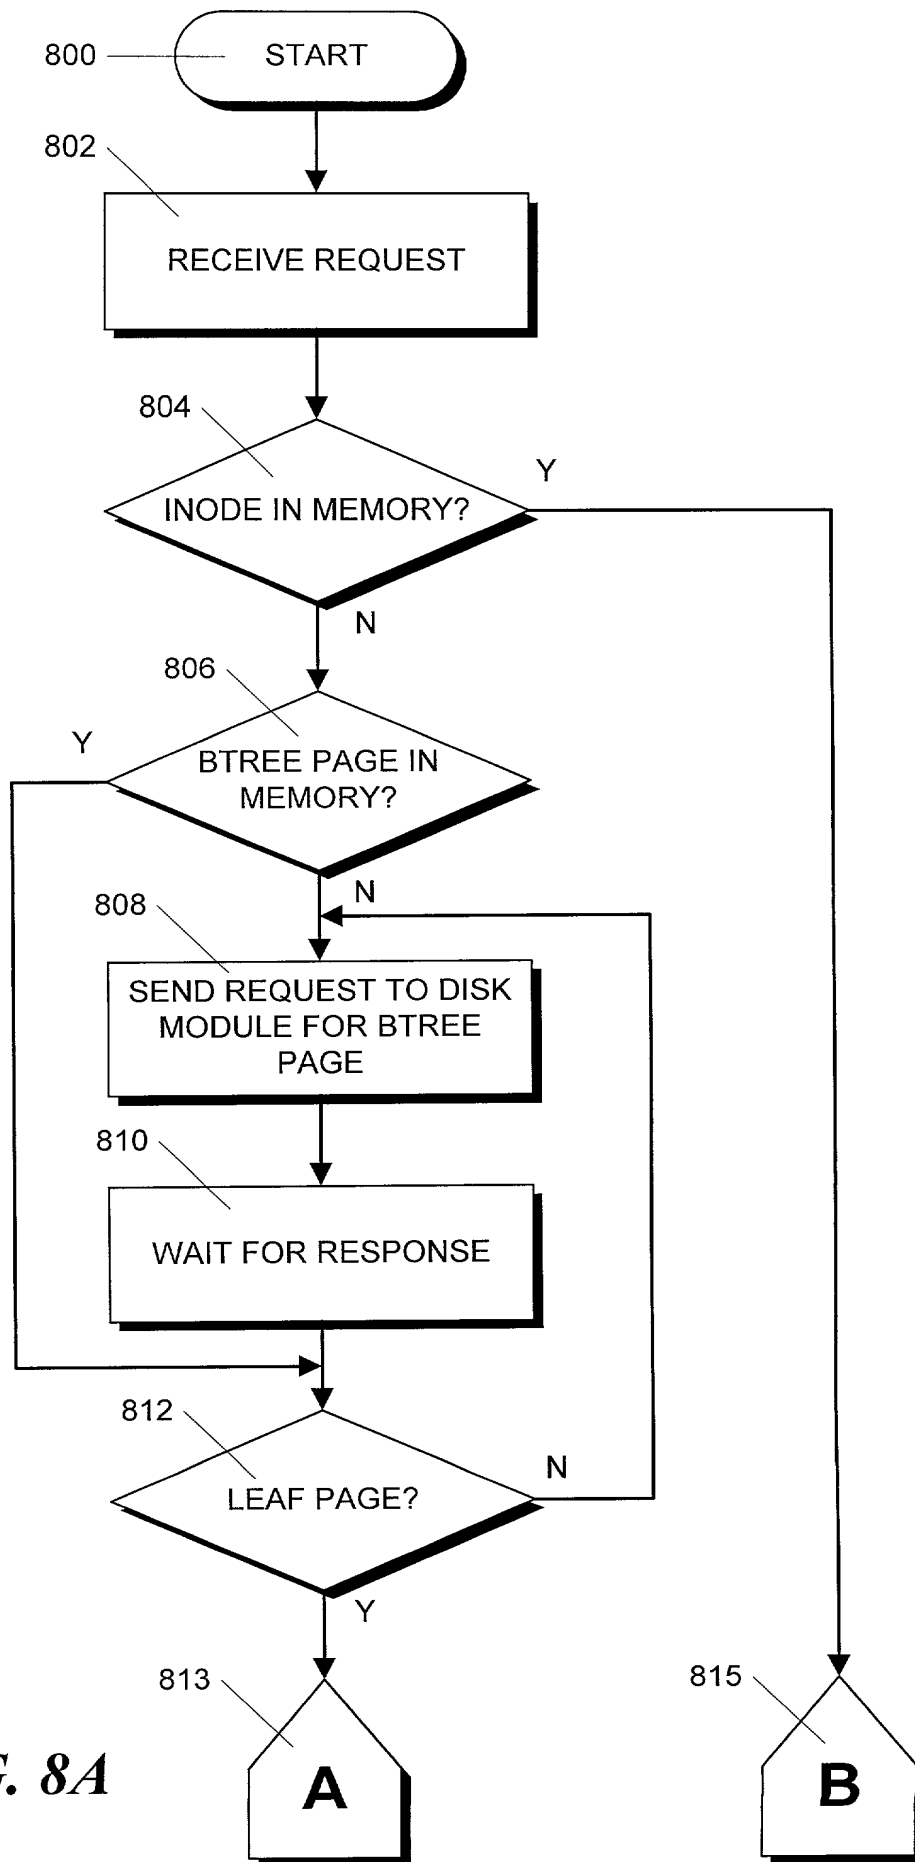 800
START
802
RECEIVE REQUEST
804
INODE IN MEMORY?
Y
N
806
Y
BTREE PAGE IN
MEMORY?
N
808
SEND REQUEST TO DISK
MODULE FOR BTREE
PAGE
810
WAIT FOR RESPONSE
812
LEAF PAGE?
N
Y
813
815
A
B
G. 8A